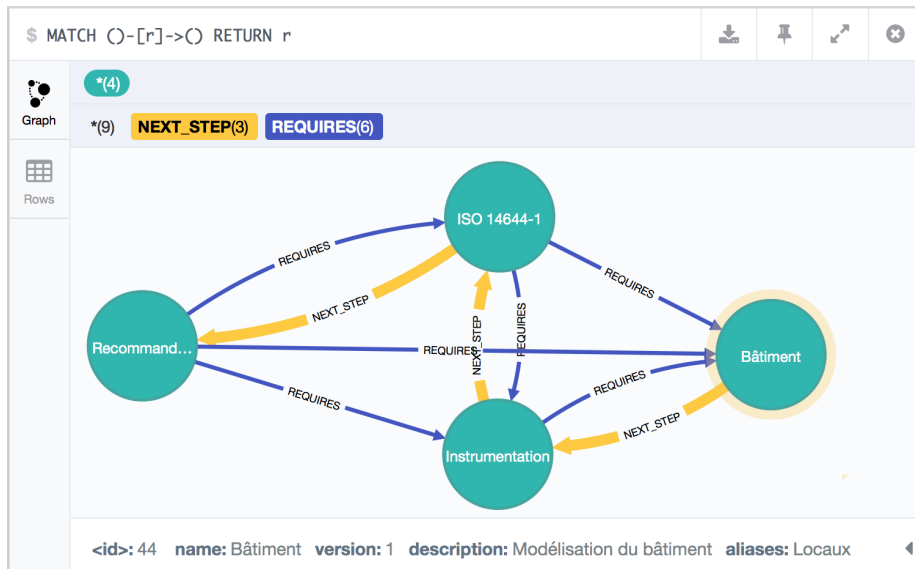 $ MATCH ()-[r]->() RETURN r
*(4)
Graph
*(9) NEXT_STEP(3) REQUIRES(6)
Rows
ISO 14644-1
REQUIRES
REQUIRES
NEXT_STEP
REQUIRES
NEXT_STEP
Recommand…
REQUIRES
Bâtiment
REQUIRES
REQUIRES
NEXT_STEP
Instrumentation
<id>: 44 name: Bâtiment version: 1 description: Modélisation du bâtiment aliases: Locaux